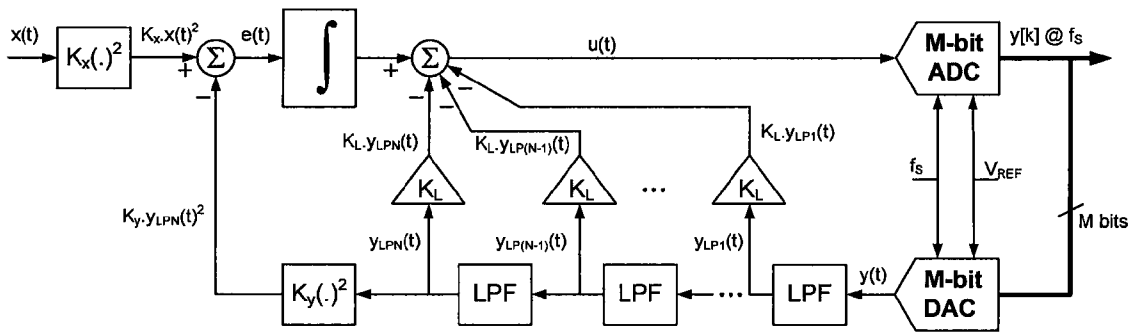 x(t)
Kx(.)²
Kx.x(t)²
+
−
Σ
e(t)
∫
+
Σ
−
−
−
u(t)
M-bit
ADC
y[k] @ fS
KL.yLPN(t)
KL.yLP(N-1)(t)
KL.yLP1(t)
KL
KL
...
KL
fS
VREF
M bits
Ky.yLPN(t)²
yLPN(t)
yLP(N-1)(t)
yLP1(t)
Ky(.)²
LPF
LPF
...
LPF
y(t)
M-bit
DAC